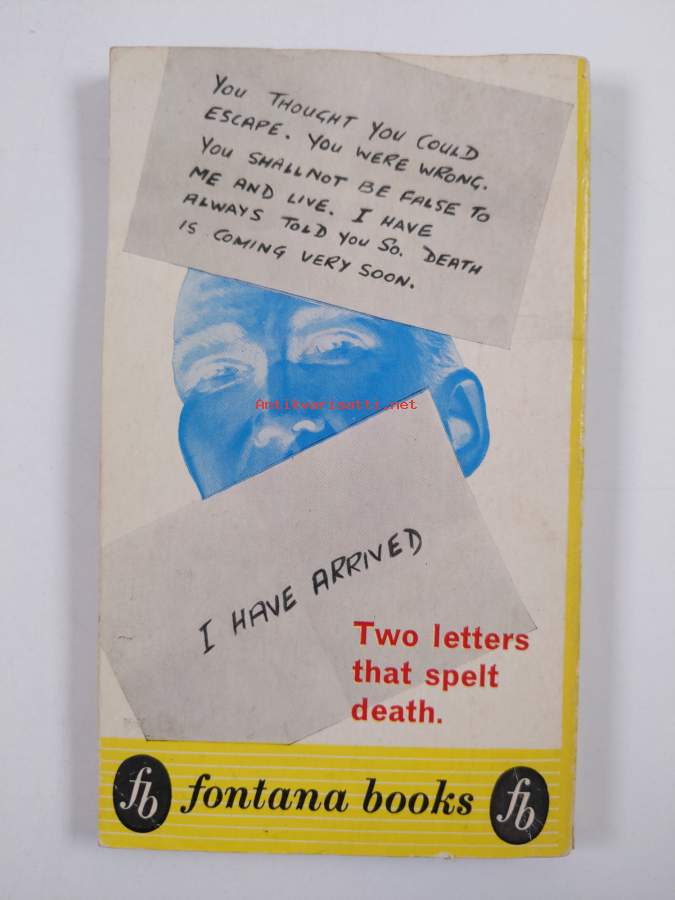 YOU THOUGHT YOU COULD
ESCAPE. YOU WERE WRONG.
YOU SHALL NOT BE FALSE TO
ME AND LIVE. I HAVE
ALWAYS TOLD YOU SO. DEATH
IS COMING VERY SOON.
Antikvariaatti.net
I HAVE ARRIVED
Two letters
that spelt
death.
fb fontana books fb